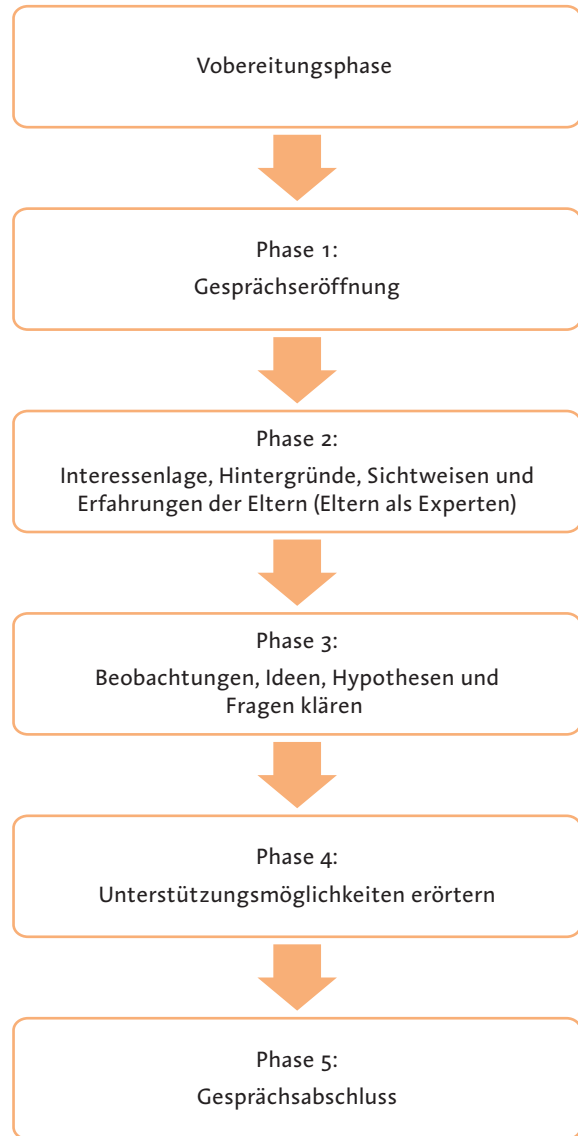 Vobereitungsphase
Phase 1:
Gesprächseröffnung
Phase 2:
Interessenlage, Hintergründe, Sichtweisen und
Erfahrungen der Eltern (Eltern als Experten)
Phase 3:
Beobachtungen, Ideen, Hypothesen und
Fragen klären
Phase 4:
Unterstützungsmöglichkeiten erörtern
Phase 5:
Gesprächsabschluss